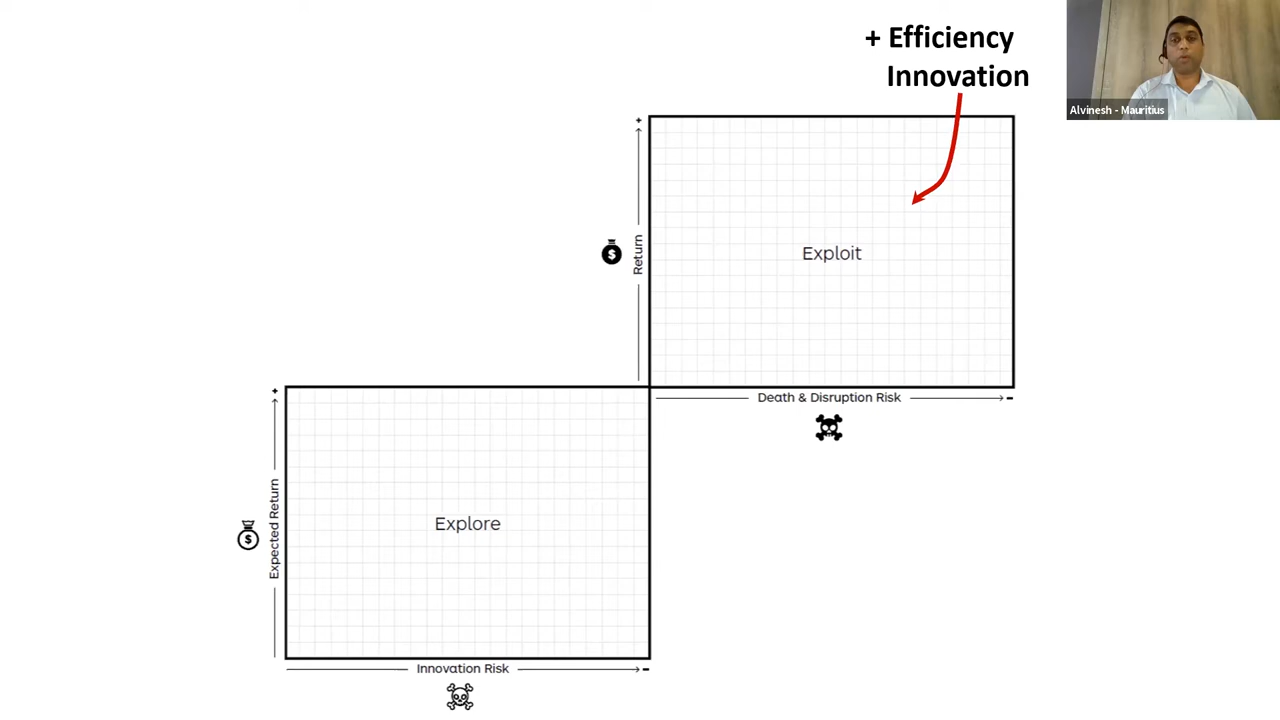 + Efficiency
Innovation
Alvinesh - Mauritius
+
Return
$
Exploit
Death & Disruption Risk
-
+
Expected Return
$
Explore
Innovation Risk
-